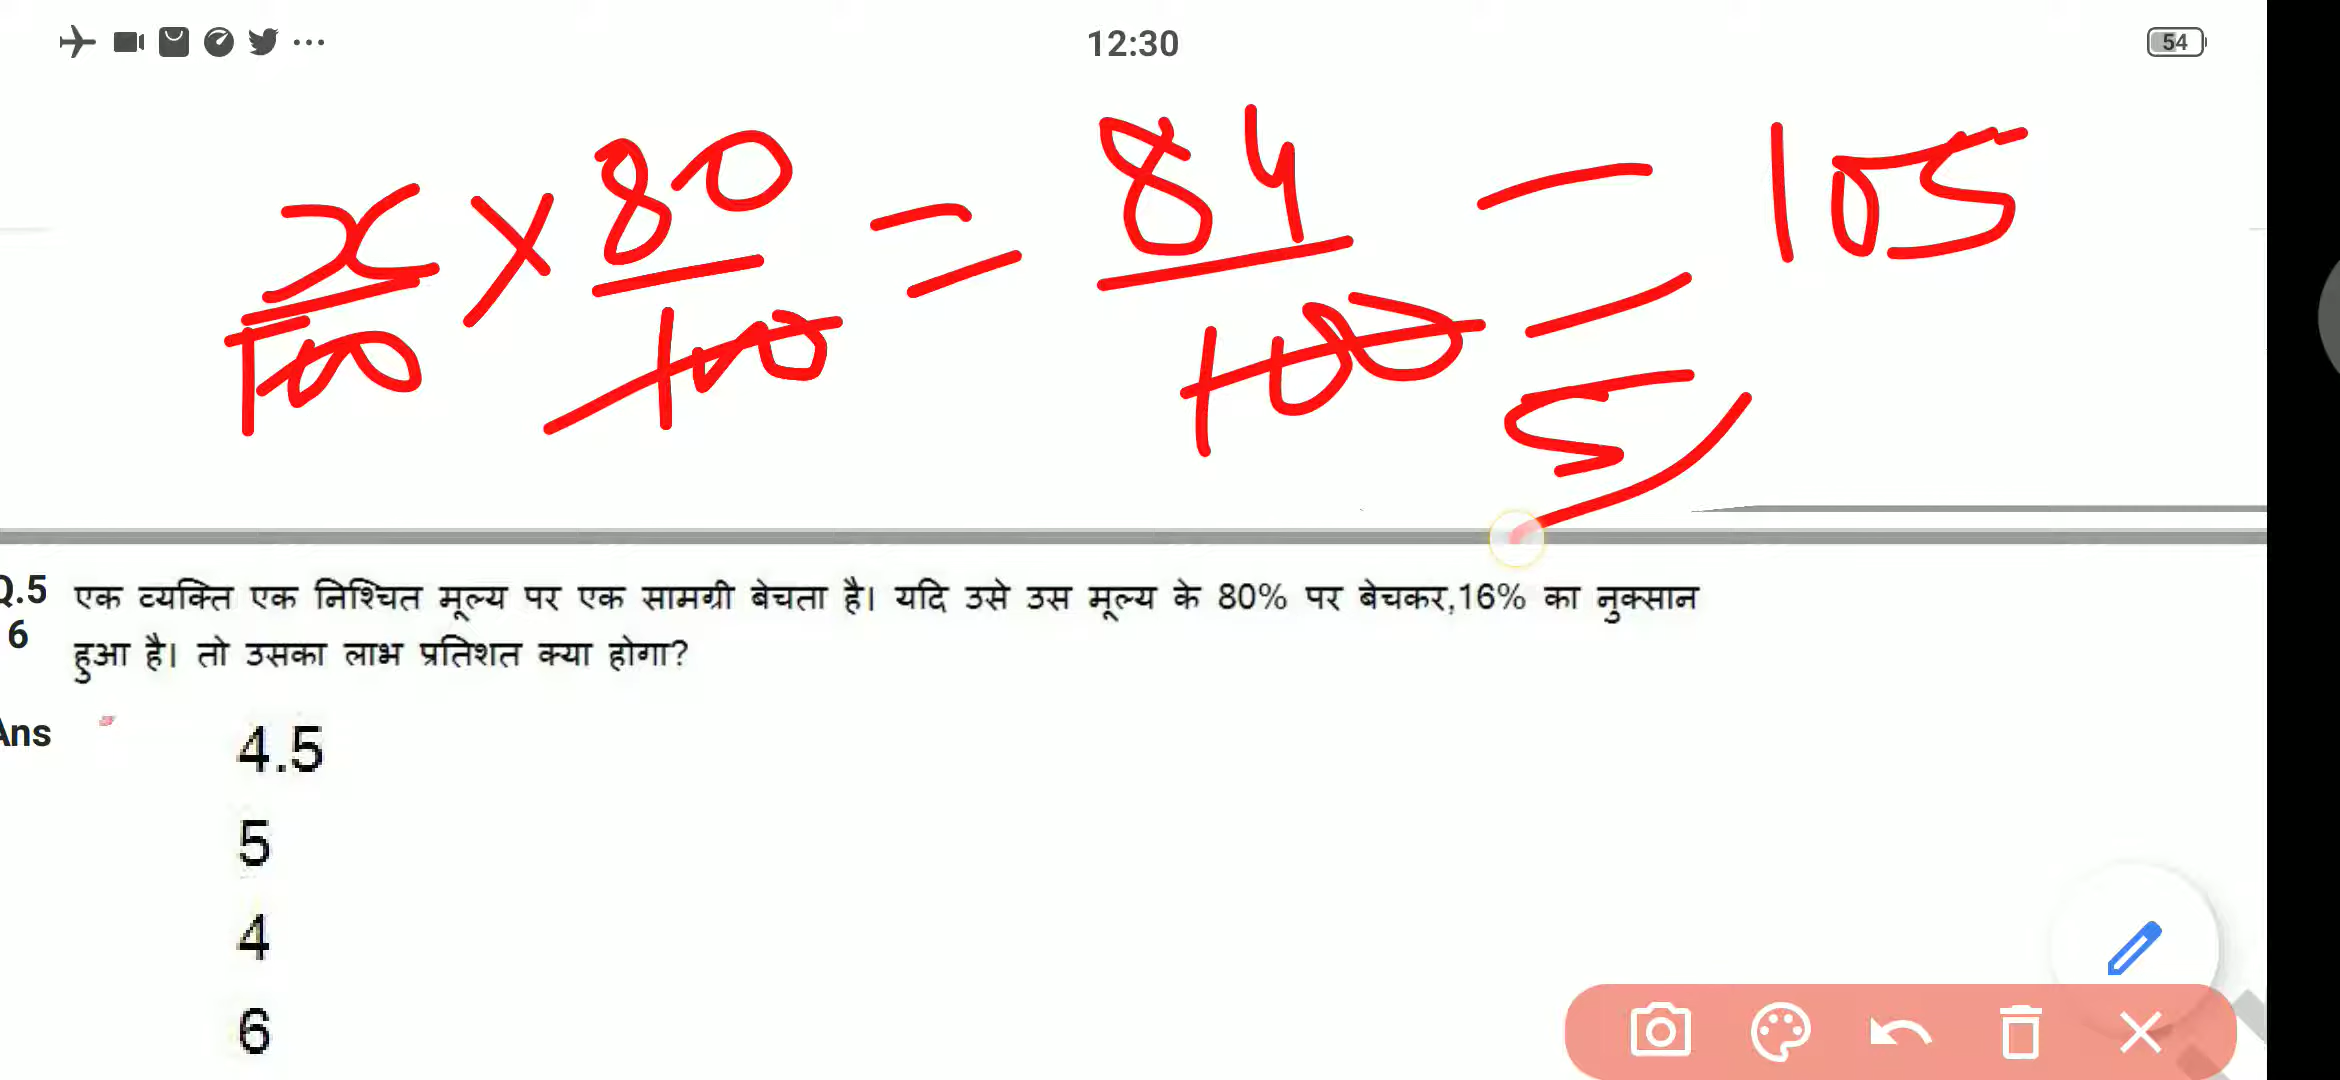 12:30
54
x × 80 = 84 = 105
100 100 100
5
Q.5 एक व्यक्ति एक निश्चित मूल्य पर एक सामग्री बेचता है। यदि उसे उस मूल्य के 80% पर बेचकर,16% का नुक्सान
6 हुआ है। तो उसका लाभ प्रतिशत क्या होगा?
Ans
4.5
5
4
6